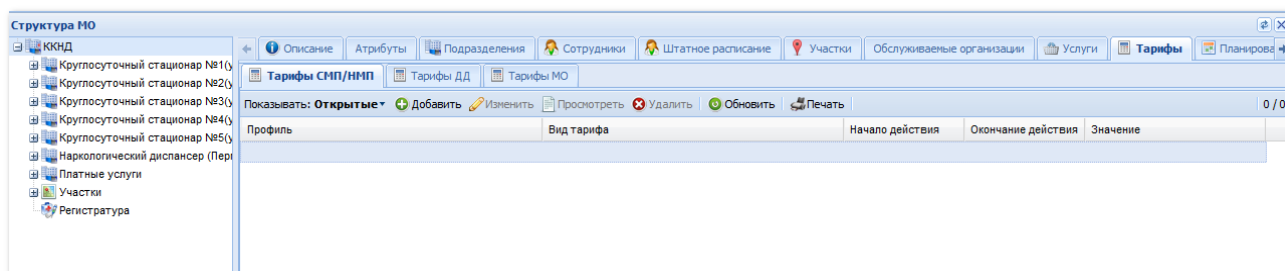 Структура МО
ККНД
Круглосуточный стационар №1(у
Круглосуточный стационар №2(у
Круглосуточный стационар №3(у
Круглосуточный стационар №4(у
Круглосуточный стационар №5(у
Наркологический диспансер (Пер
Платные услуги
Участки
Регистратура
Описание Атрибуты Подразделения Сотрудники Штатное расписание Участки Обслуживаемые организации Услуги Тарифы Планирова
Тарифы СМП/НМП Тарифы ДД Тарифы МО
Показывать: Открытые Добавить Изменить Просмотреть Удалить Обновить Печать 0 / 0
Профиль Вид тарифа Начало действия Окончание действия Значение